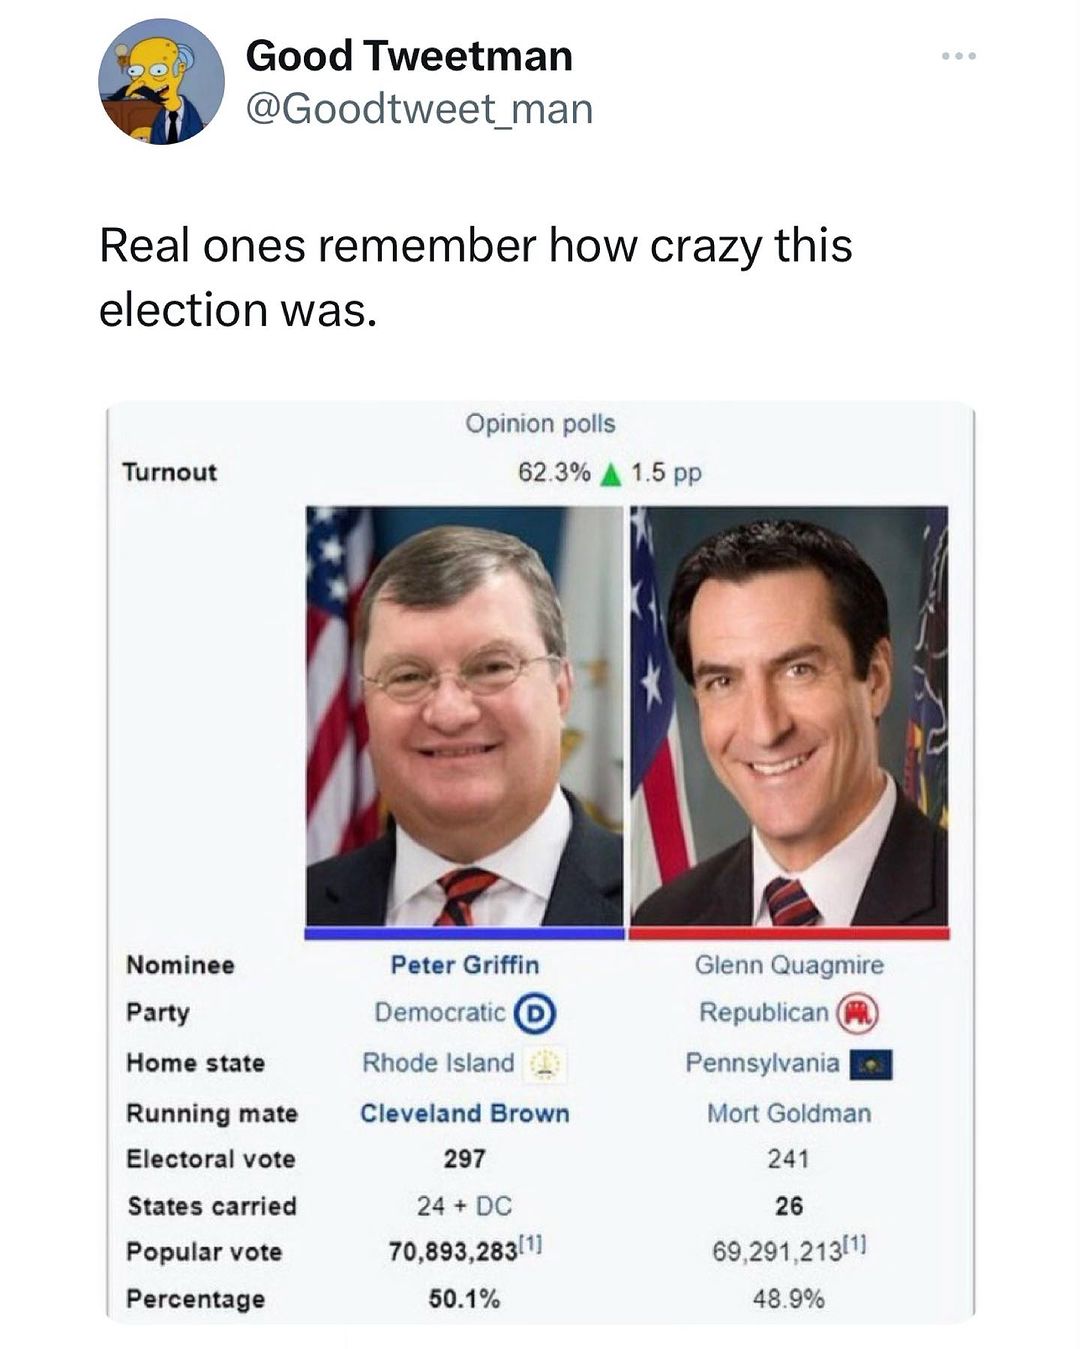 Good Tweetman
@Goodtweet_man
Real ones remember how crazy this
election was.
Opinion polls
Turnout 62.3% ▲ 1.5 pp
Nominee Peter Griffin Glenn Quagmire
Party Democratic D Republican
Home state Rhode Island Pennsylvania
Running mate Cleveland Brown Mort Goldman
Electoral vote 297 241
States carried 24 + DC 26
Popular vote 70,893,283[1] 69,291,213[1]
Percentage 50.1% 48.9%